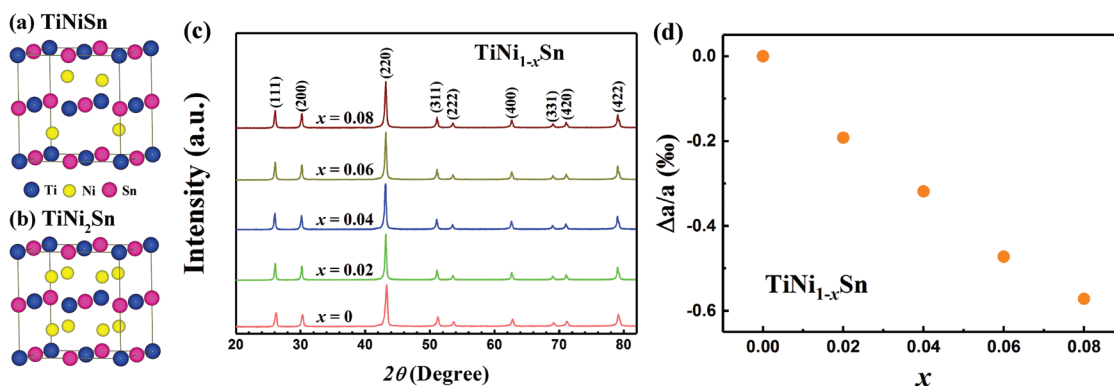 (a) TiNiSn
Ti Ni Sn
(b) TiNi₂Sn
(c)
TiNi₁₋ₓSn
(111)
(200)
(220)
(311)
(222)
(400)
(331)
(420)
(422)
x = 0.08
x = 0.06
x = 0.04
x = 0.02
x = 0
Intensity (a.u.)
20 30 40 50 60 70 80
2θ (Degree)
(d)
0.0
-0.2
-0.4
-0.6
Δa/a (‰)
TiNi₁₋ₓSn
0.00 0.02 0.04 0.06 0.08
x